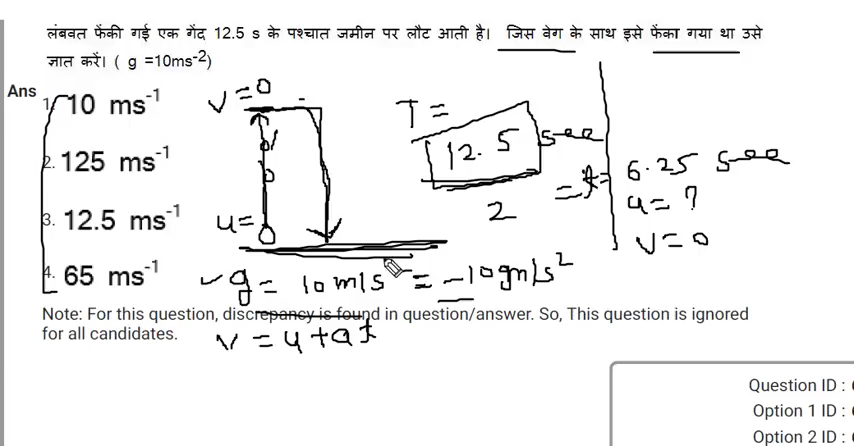 लंबवत फेंकी गई एक गेंद 12.5 s के पश्चात जमीन पर लौट आती है। जिस वेग के साथ इसे फेंका गया था उसे
ज्ञात करें। ( g =10ms-2)
Ans
1. 10 ms-1
2. 125 ms-1
3. 12.5 ms-1
4. 65 ms-1
v=0
u=
T =
12.5 sec
2
= t = 6.25 sec
u= ?
v=0
g = 10m/s = -10 m/s2
Note: For this question, discrepancy is found in question/answer. So, This question is ignored
for all candidates.
v = u+at
Question ID :
Option 1 ID :
Option 2 ID :